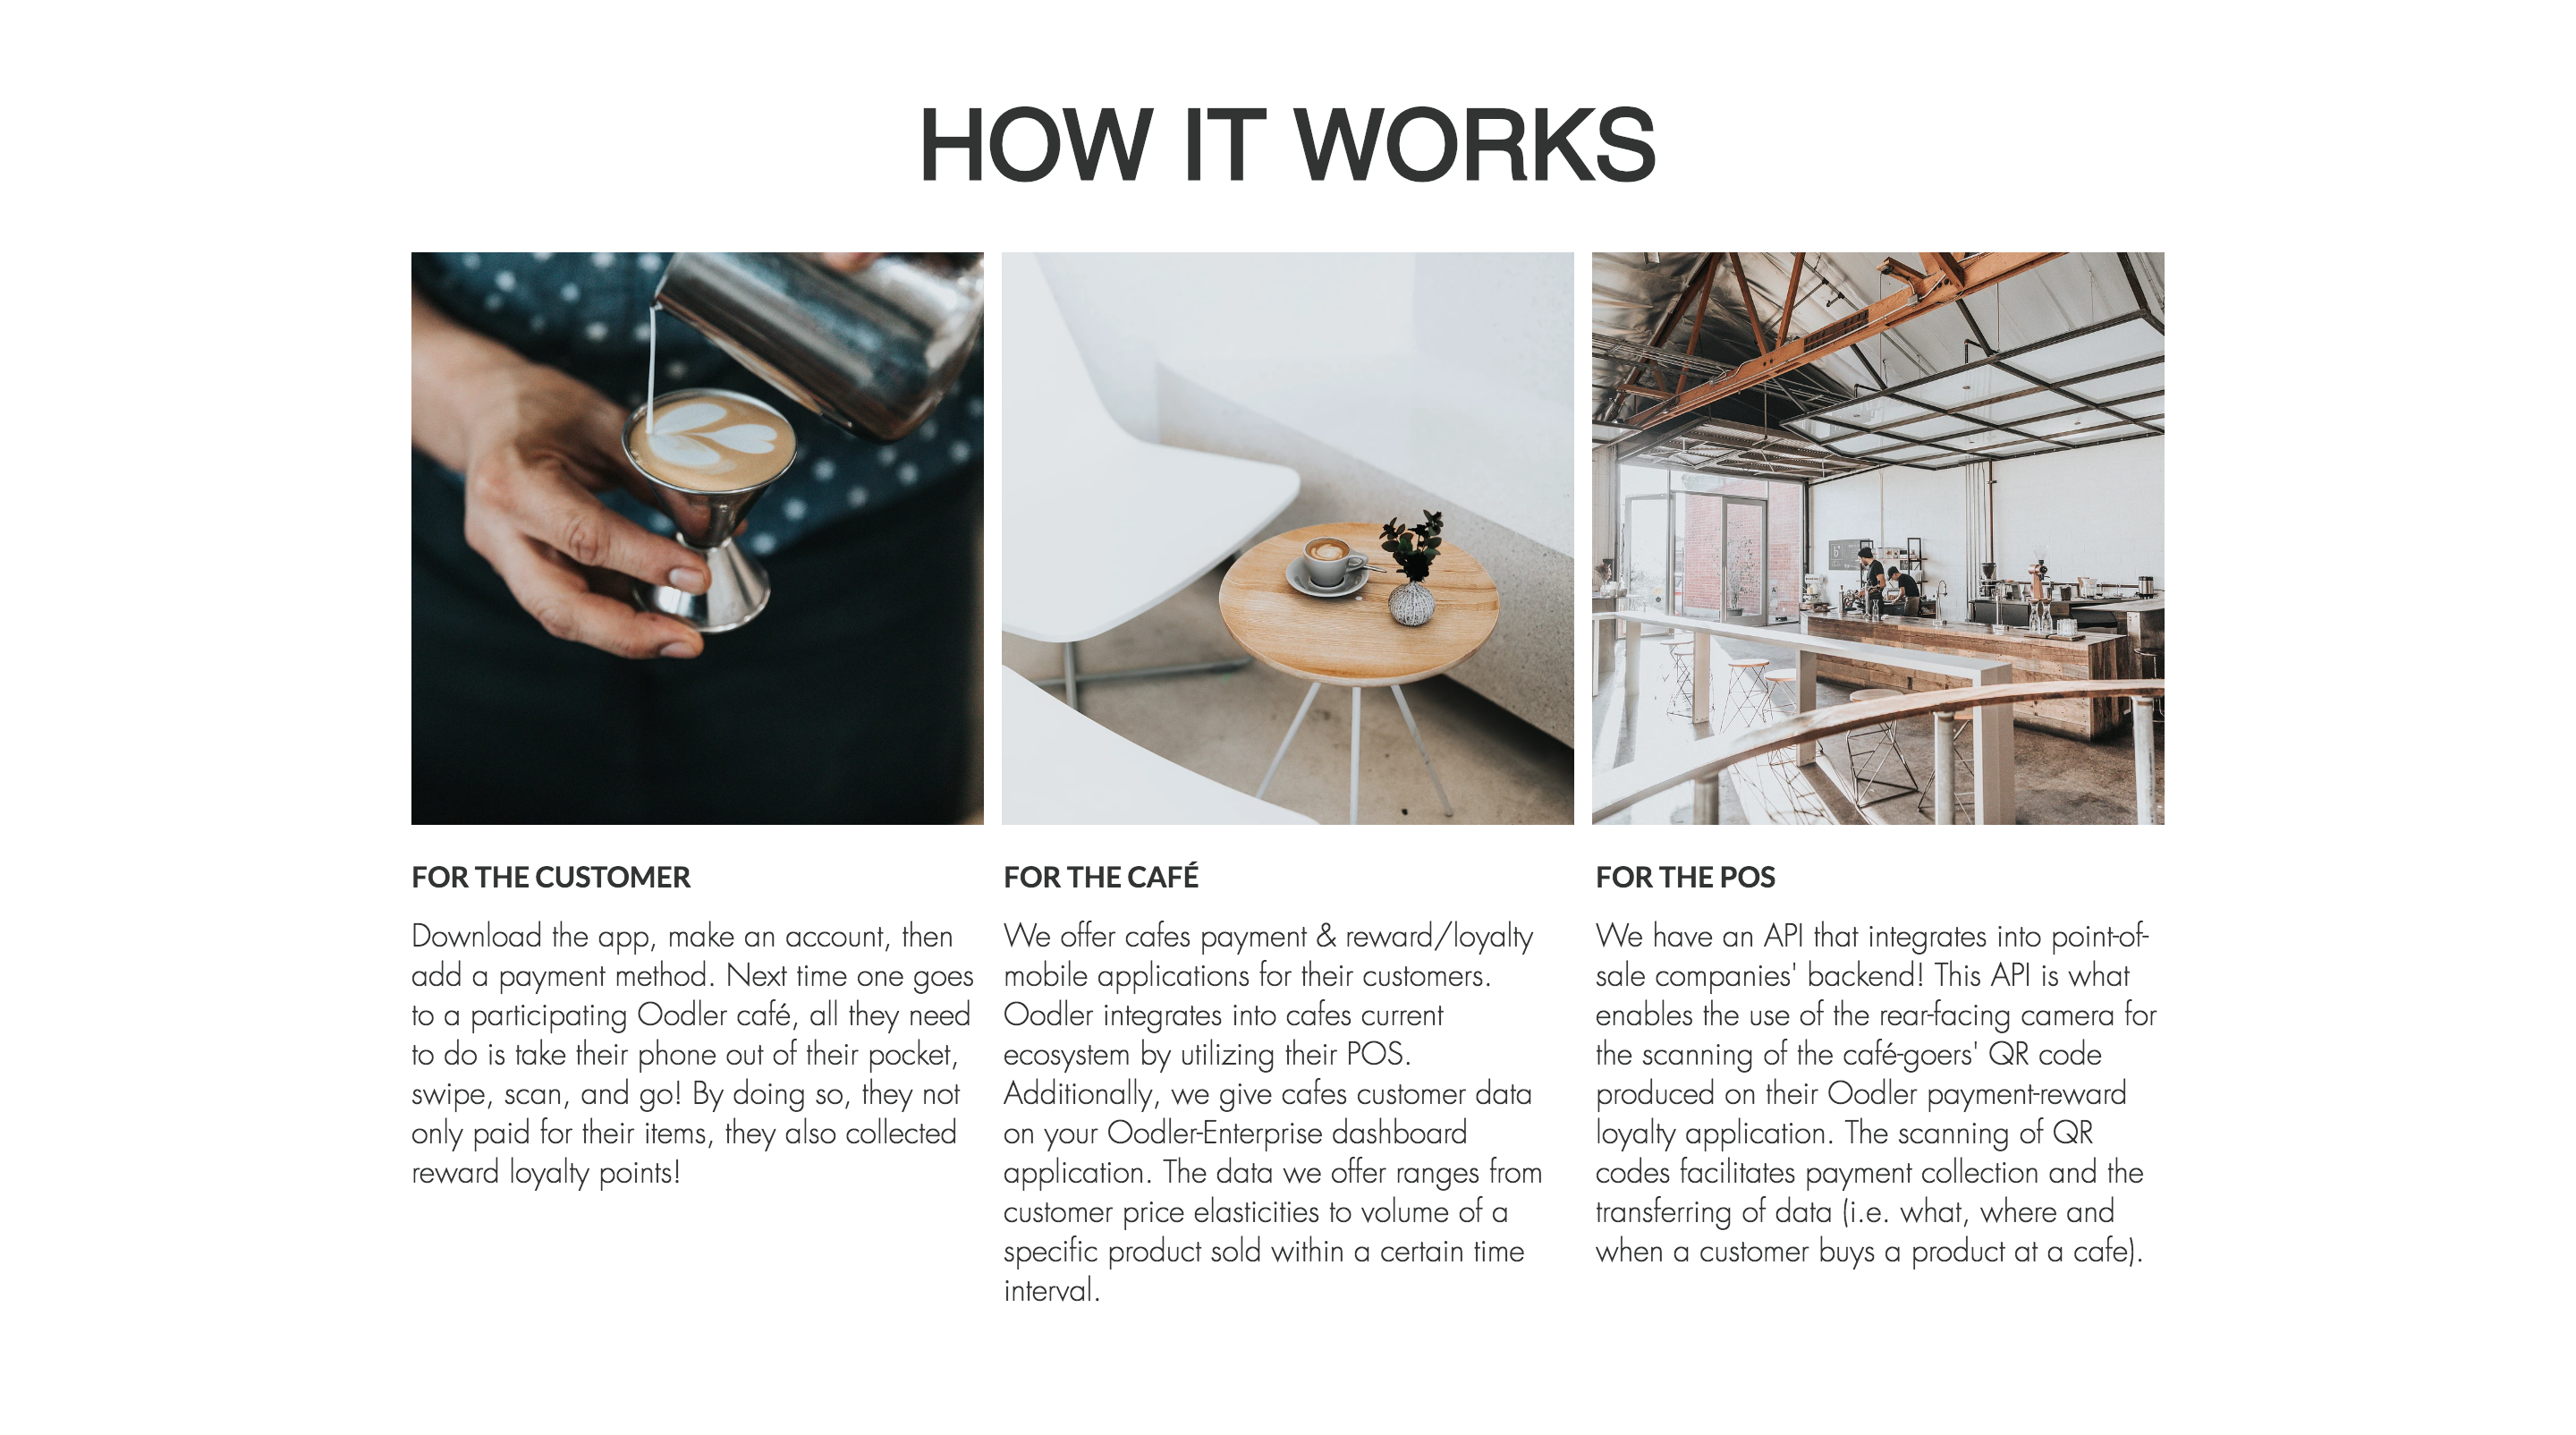 HOW IT WORKS
FOR THE CUSTOMER
Download the app, make an account, then
add a payment method. Next time one goes
to a participating Oodler café, all they need
to do is take their phone out of their pocket,
swipe, scan, and go! By doing so, they not
only paid for their items, they also collected
reward loyalty points!
FOR THE CAFÉ
We offer cafes payment & reward/loyalty
mobile applications for their customers.
Oodler integrates into cafes current
ecosystem by utilizing their POS.
Additionally, we give cafes customer data
on your Oodler-Enterprise dashboard
application. The data we offer ranges from
customer price elasticities to volume of a
specific product sold within a certain time
interval.
FOR THE POS
We have an API that integrates into point-of-
sale companies' backend! This API is what
enables the use of the rear-facing camera for
the scanning of the café-goers' QR code
produced on their Oodler payment-reward
loyalty application. The scanning of QR
codes facilitates payment collection and the
transferring of data (i.e. what, where and
when a customer buys a product at a cafe).